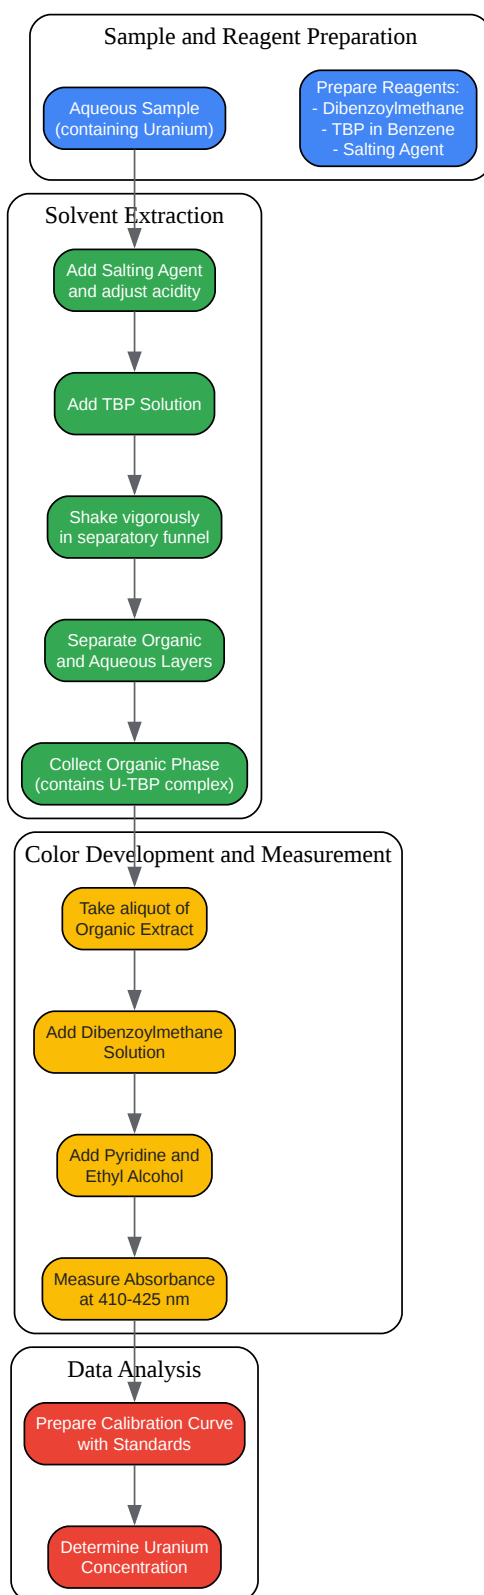 Sample and Reagent Preparation
Aqueous Sample
(containing Uranium)
Prepare Reagents:
- Dibenzoylmethane
- TBP in Benzene
- Salting Agent
Solvent Extraction
Add Salting Agent
and adjust acidity
Add TBP Solution
Shake vigorously
in separatory funnel
Separate Organic
and Aqueous Layers
Collect Organic Phase
(contains U-TBP complex)
Color Development and Measurement
Take aliquot of
Organic Extract
Add Dibenzoylmethane
Solution
Add Pyridine and
Ethyl Alcohol
Measure Absorbance
at 410-425 nm
Data Analysis
Prepare Calibration Curve
with Standards
Determine Uranium
Concentration